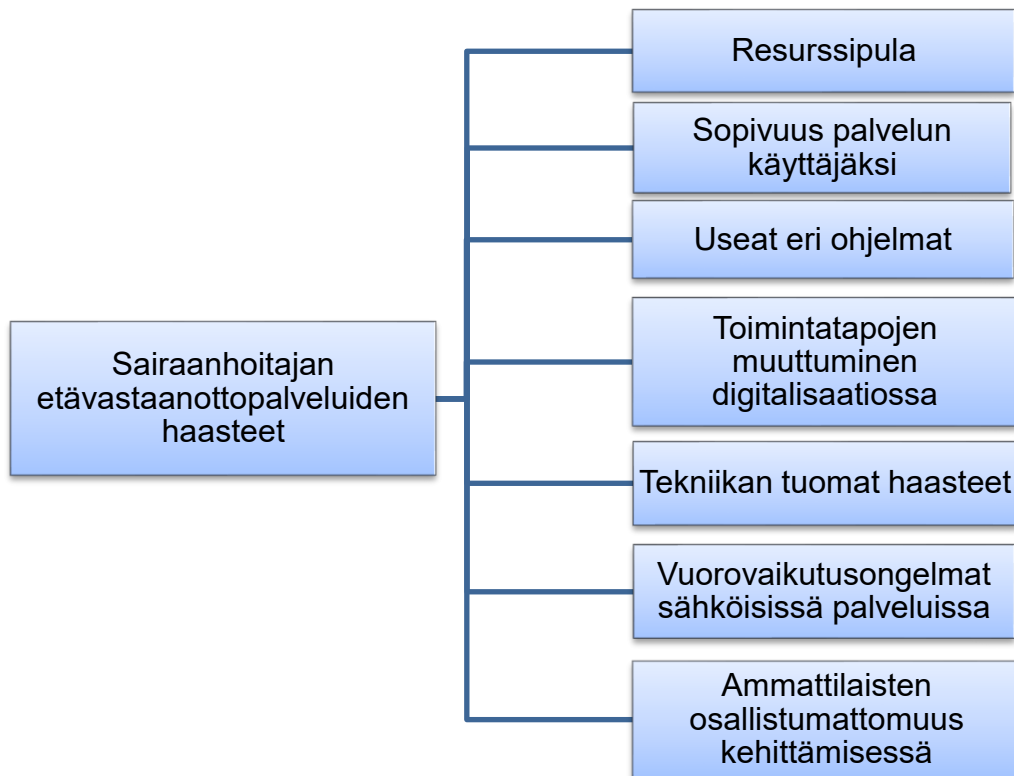 Resurssipula
Sopivuus palvelun
käyttäjäksi
Useat eri ohjelmat
Toimintatapojen
muuttuminen
digitalisaatiossa
Sairaanhoitajan
etävastaanottopalveluiden
haasteet
Tekniikan tuomat haasteet
Vuorovaikutusongelmat
sähköisissä palveluissa
Ammattilaisten
osallistumattomuus
kehittämisessä